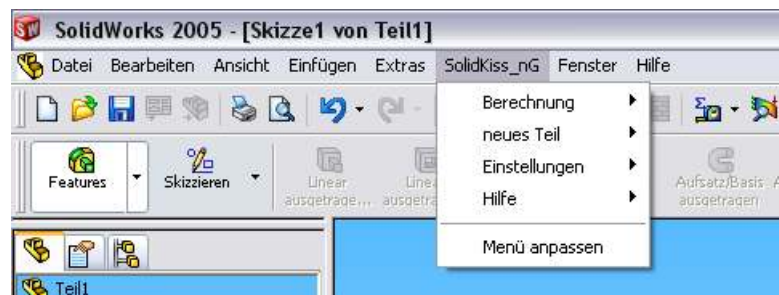 SolidWorks 2005 - [Skizze1 von Teil1]
Datei Bearbeiten Ansicht Einfügen Extras SolidKiss_nG Fenster Hilfe
Berechnung
neues Teil
Einstellungen
Hilfe
Menü anpassen
Features Skizzieren Linear Aufsatz/Basis
ausgetrage... ausgetragen
Teil1